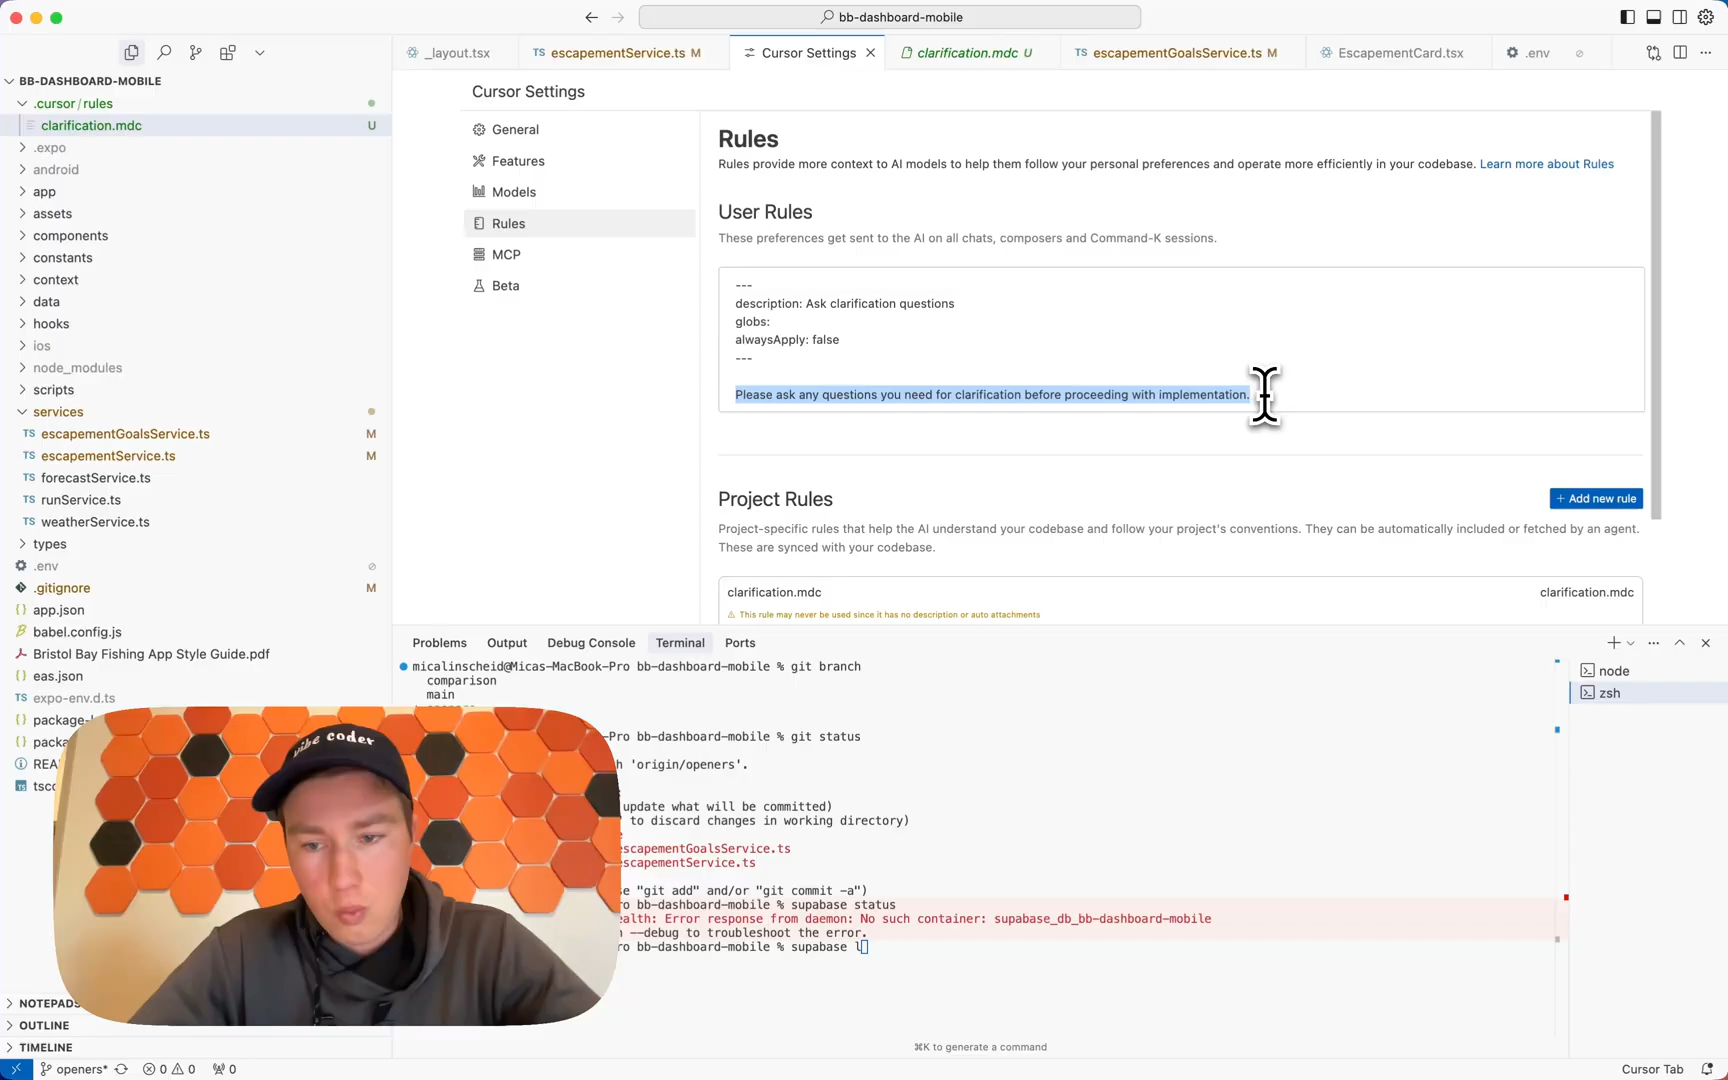 bb-dashboard-mobile
_layout.tsx
TS escapementService.ts M
Cursor Settings
clarification.mdc U
TS escapementGoalsService.ts M
EscapementCard.tsx
.env
BB-DASHBOARD-MOBILE
.cursor / rules
clarification.mdc U
.expo
android
app
assets
components
constants
context
data
hooks
ios
node_modules
scripts
services
TS escapementGoalsService.ts M
TS escapementService.ts M
TS forecastService.ts
TS runService.ts
TS weatherService.ts
types
.env
.gitignore M
app.json
babel.config.js
Bristol Bay Fishing App Style Guide.pdf
eas.json
expo-env.d.ts
NOTEPADS
OUTLINE
TIMELINE
Cursor Settings
General
Features
Models
Rules
MCP
Beta
Rules
Rules provide more context to AI models to help them follow your personal preferences and operate more efficiently in your codebase. Learn more about Rules
User Rules
These preferences get sent to the AI on all chats, composers and Command-K sessions.
---
description: Ask clarification questions
globs:
alwaysApply: false
---
Please ask any questions you need for clarification before proceeding with implementation.
Project Rules
+ Add new rule
Project-specific rules that help the AI understand your codebase and follow your project's conventions. They can be automatically included or fetched by an agent.
These are synced with your codebase.
clarification.mdc clarification.mdc
This rule may never be used since it has no description or auto attachments
Problems Output Debug Console Terminal Ports
micalinscheid@Micas-MacBook-Pro bb-dashboard-mobile % git branch
comparison
main
-Pro bb-dashboard-mobile % git status
'origin/openers'.
update what will be committed)
to discard changes in working directory)
scapementGoalsService.ts
scapementService.ts
"git add" and/or "git commit -a")
bb-dashboard-mobile % supabase status
ealth: Error response from daemon: No such container: supabase_db_bb-dashboard-mobile
--debug to troubleshoot the error.
bb-dashboard-mobile % supabase l
node
zsh
⌘K to generate a command
vibe coder
openers* 0 0 0
Cursor Tab